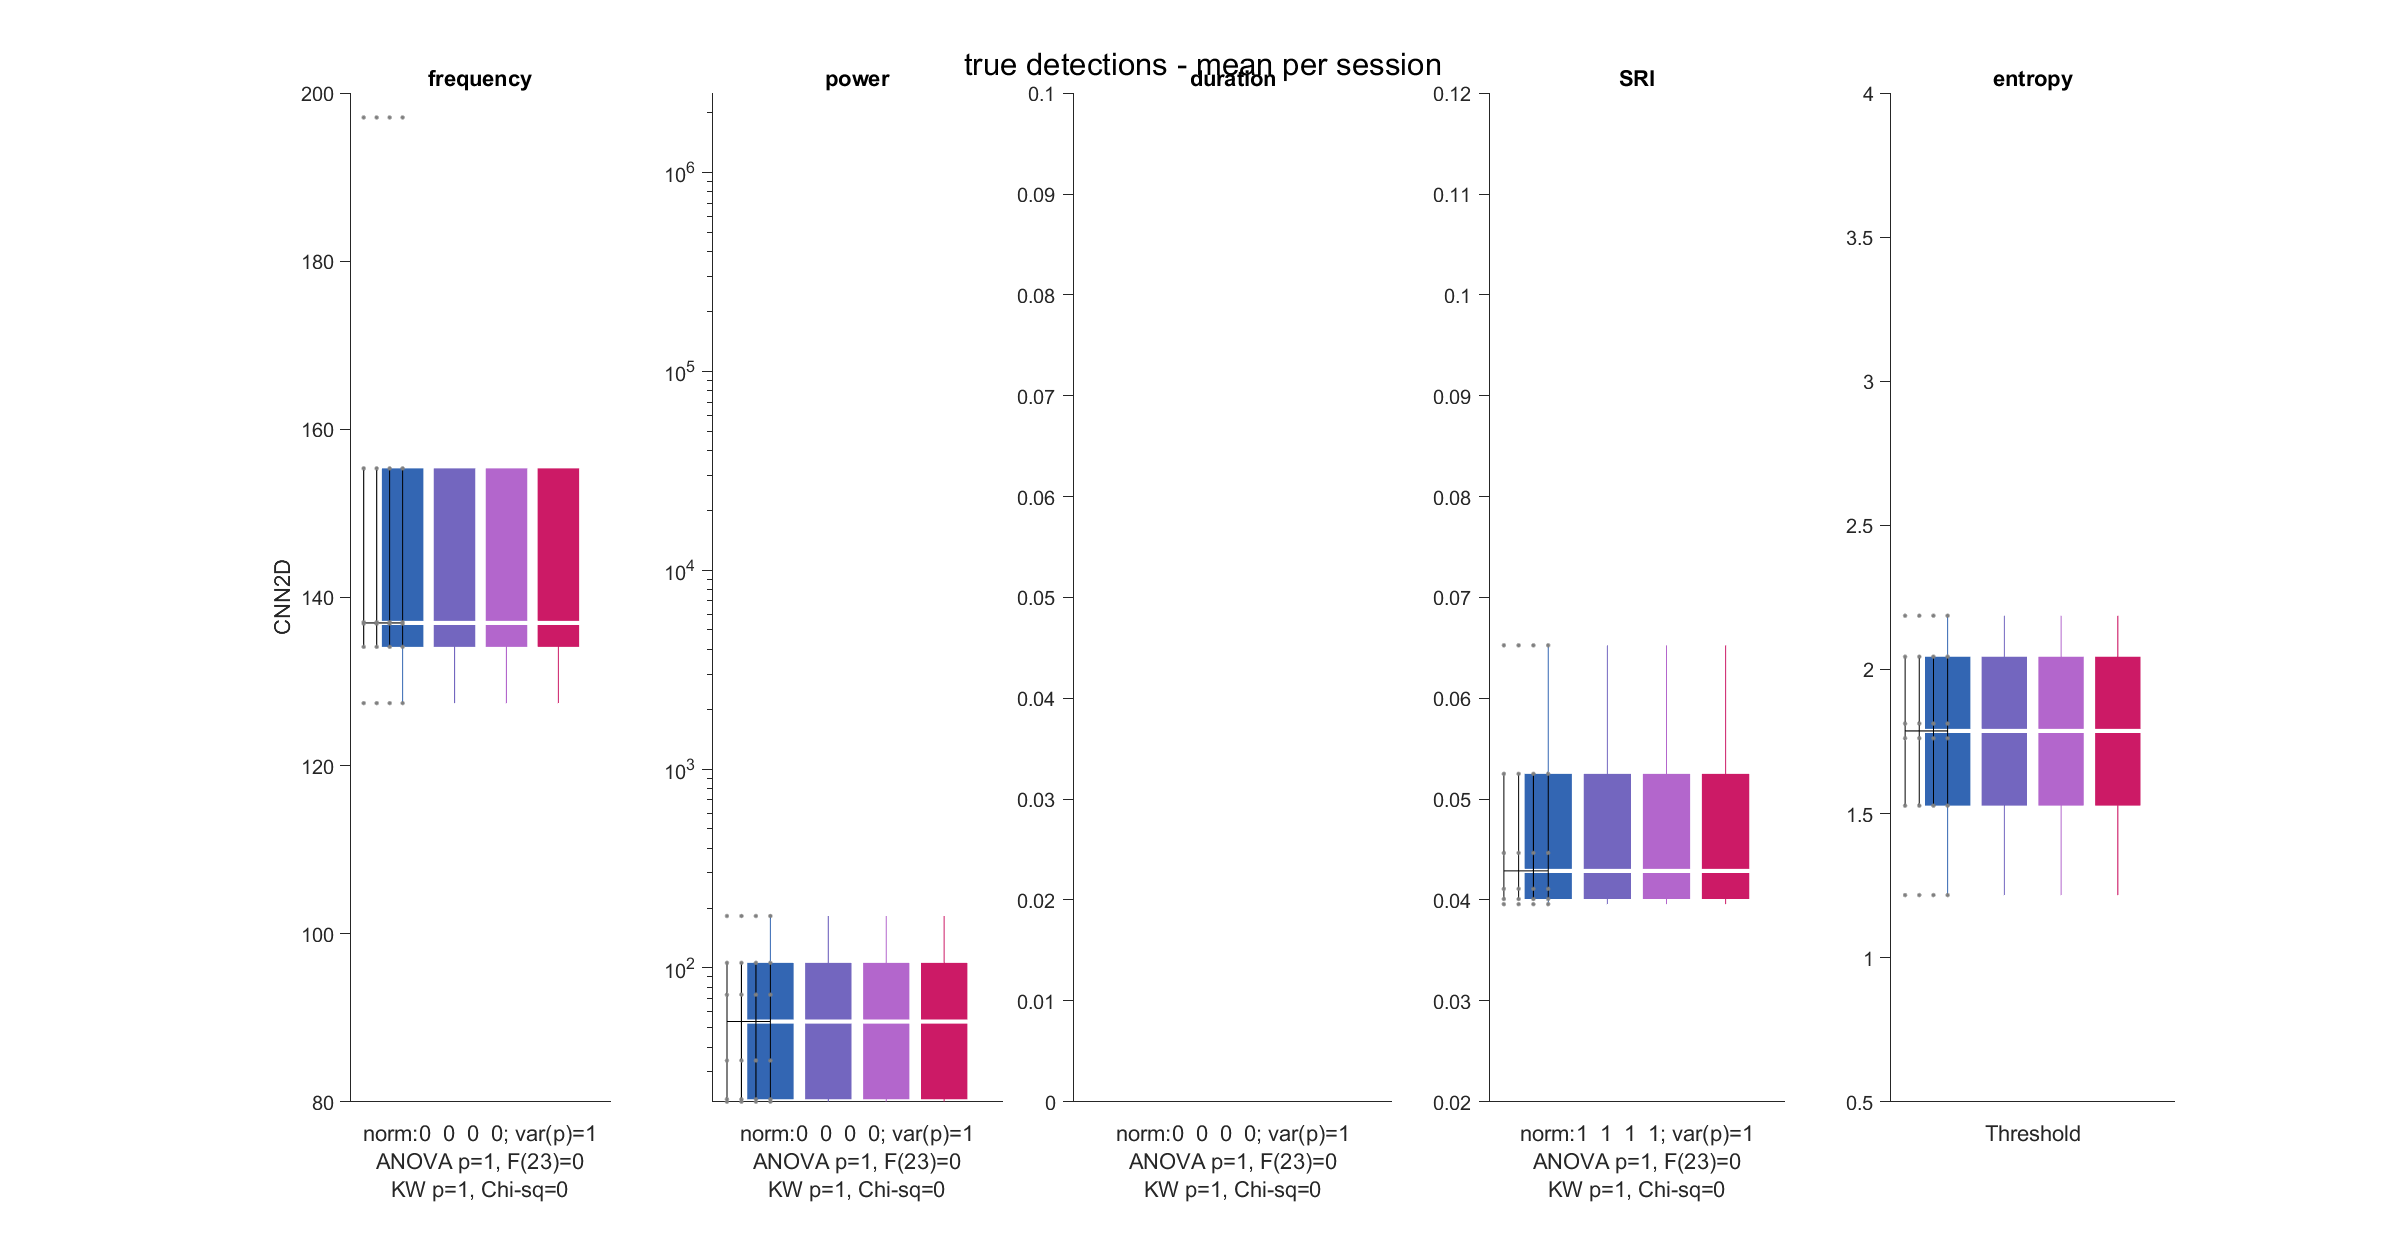 true detections - mean per session
frequency
power
duration
SRI
entropy
CNN2D
200
180
160
140
120
100
80
10^6
10^5
10^4
10^3
10^2
0.1
0.09
0.08
0.07
0.06
0.05
0.04
0.03
0.02
0.01
0
0.12
0.11
0.1
0.09
0.08
0.07
0.06
0.05
0.04
0.03
0.02
4
3.5
3
2.5
2
1.5
1
0.5
norm:0 0 0 0; var(p)=1
ANOVA p=1, F(23)=0
KW p=1, Chi-sq=0
norm:0 0 0 0; var(p)=1
ANOVA p=1, F(23)=0
KW p=1, Chi-sq=0
norm:0 0 0 0; var(p)=1
ANOVA p=1, F(23)=0
KW p=1, Chi-sq=0
norm:1 1 1 1; var(p)=1
ANOVA p=1, F(23)=0
KW p=1, Chi-sq=0
Threshold